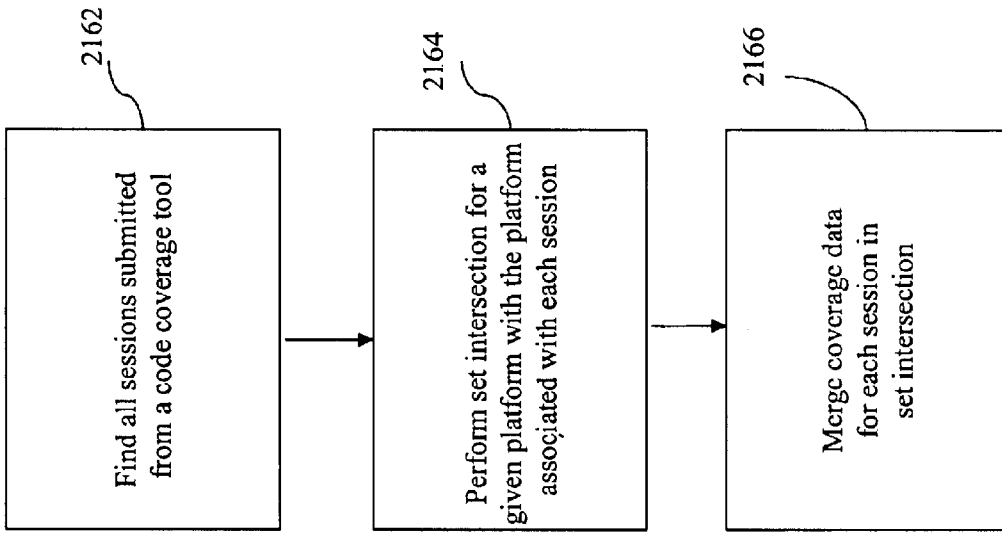 2162
Find all sessions submitted
from a code coverage tool
2164
Perform set intersection for a
given platform with the platform
associated with each session
2166
Merge coverage data
for each session in
set intersection